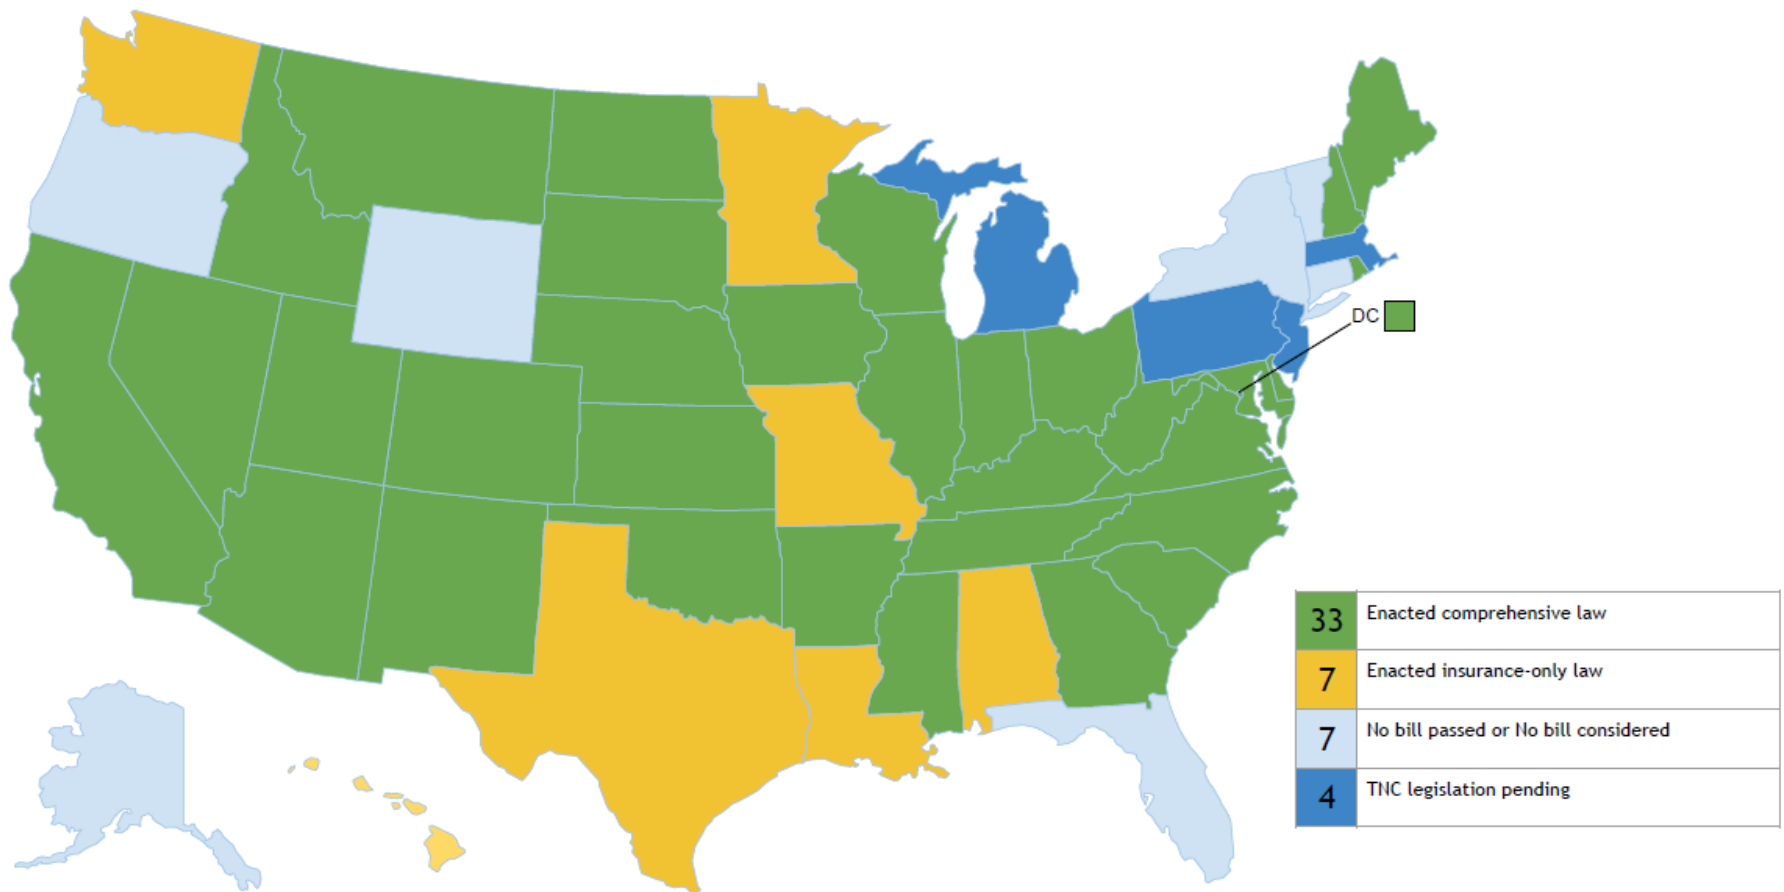 DC
33 Enacted comprehensive law
7 Enacted insurance-only law
7 No bill passed or No bill considered
4 TNC legislation pending